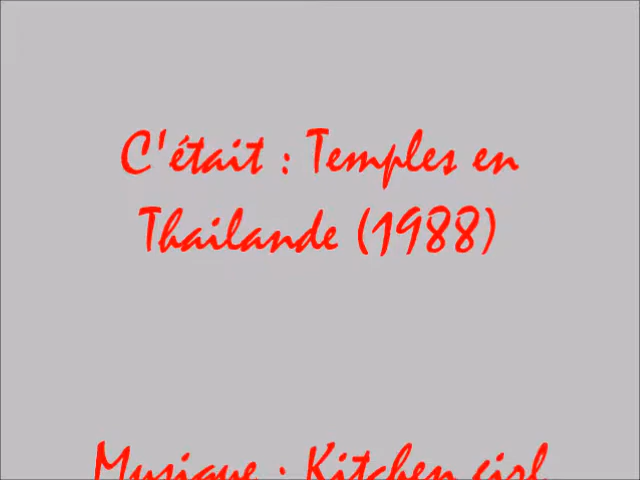 C'était : Temples en
Thailande (1988)
Musique : Kitchen girl